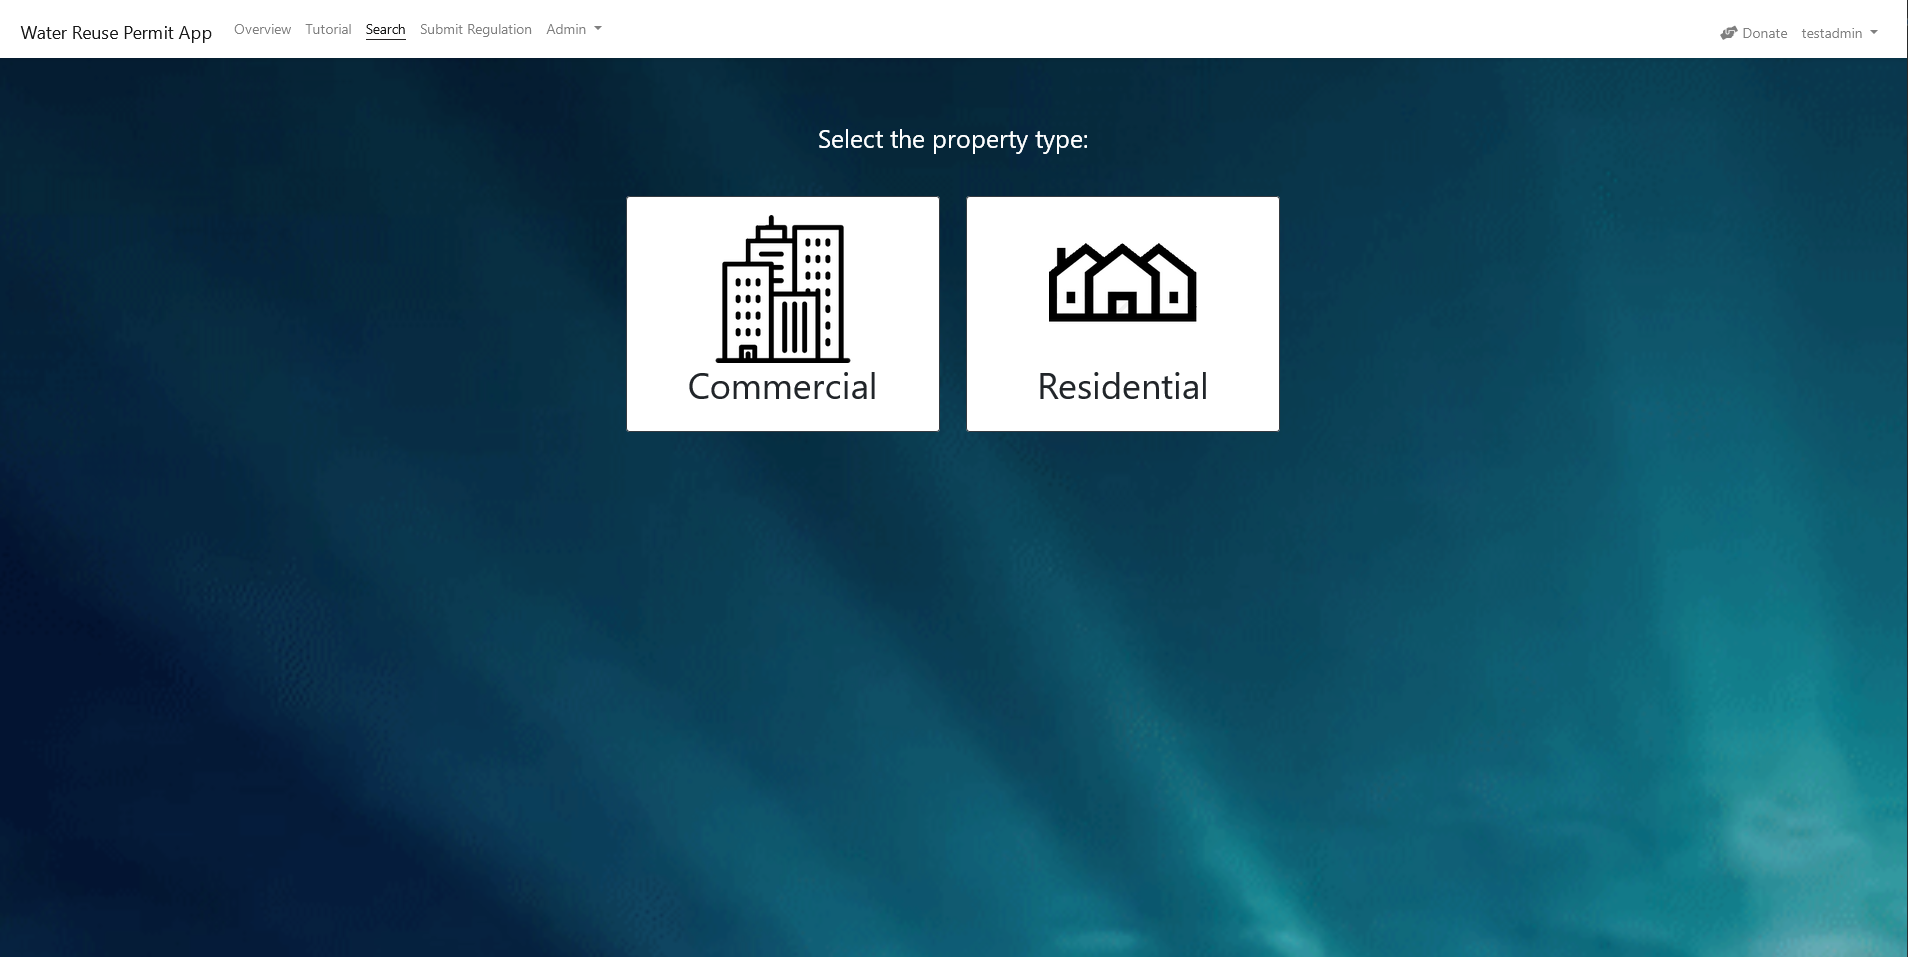 Water Reuse Permit App Overview Tutorial Search Submit Regulation Admin Donate testadmin
Select the property type:
Commercial Residential